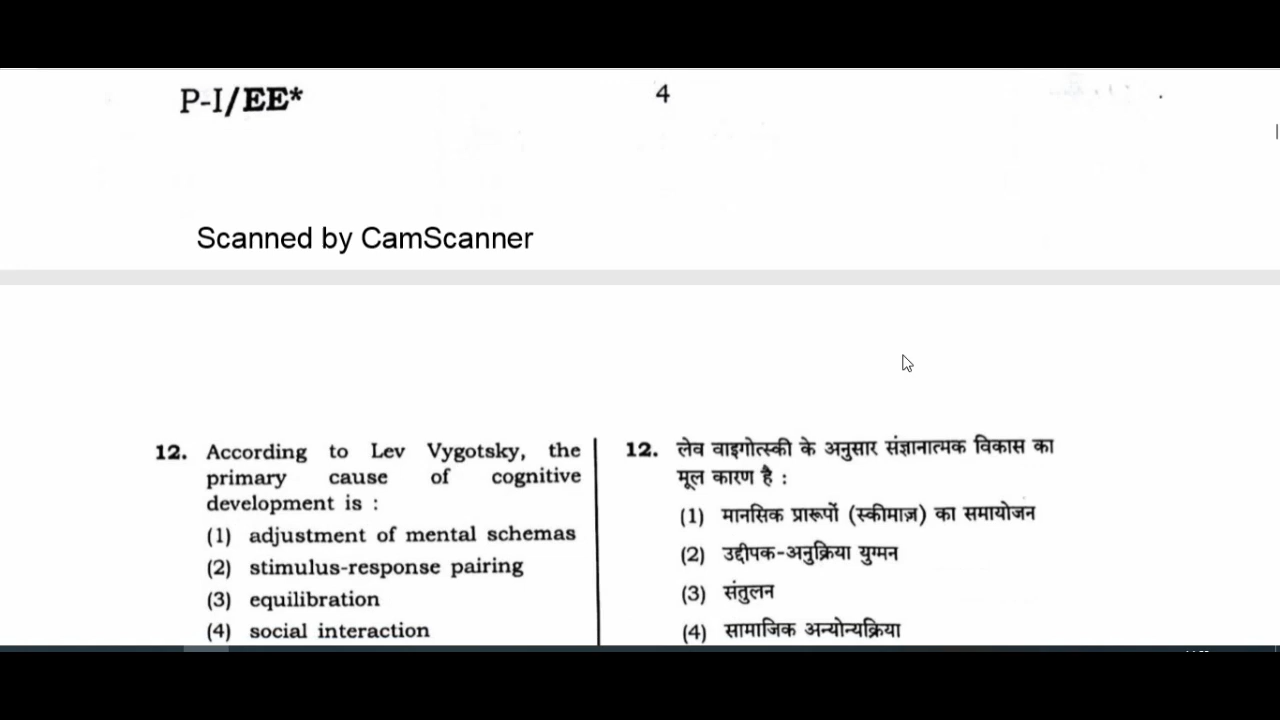 P-I/EE*
4
Scanned by CamScanner
12. According to Lev Vygotsky, the
primary cause of cognitive
development is :
(1) adjustment of mental schemas
(2) stimulus-response pairing
(3) equilibration
(4) social interaction
12. लेव वाइगोत्स्की के अनुसार संज्ञानात्मक विकास का
मूल कारण है :
(1) मानसिक प्रारूपों (स्कीमाज़) का समायोजन
(2) उद्दीपक-अनुक्रिया युग्मन
(3) संतुलन
(4) सामाजिक अन्योन्यक्रिया